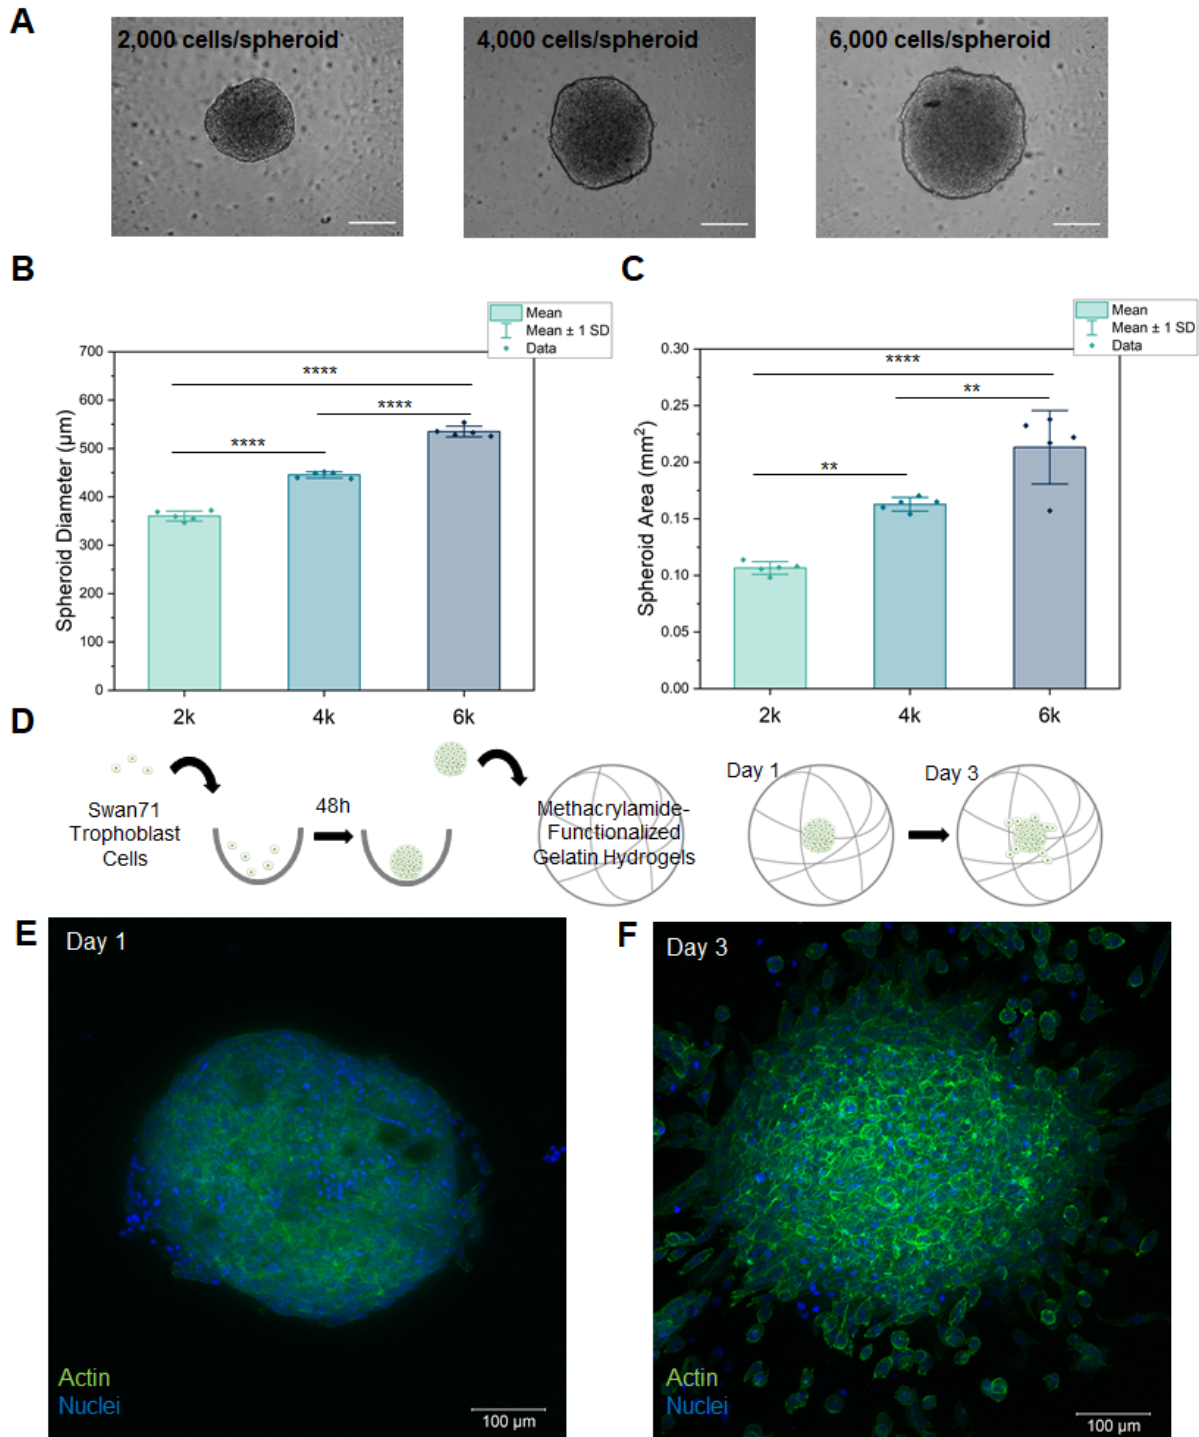 A
2,000 cells/spheroid
4,000 cells/spheroid
6,000 cells/spheroid
B
Mean
Mean ± 1 SD
Data
700
600
500
400
300
200
100
0
Spheroid Diameter (µm)
****
****
****
2k
4k
6k
C
Mean
Mean ± 1 SD
Data
0.30
0.25
0.20
0.15
0.10
0.05
0.00
Spheroid Area (mm²)
****
**
**
2k
4k
6k
D
Swan71
Trophoblast
Cells
48h
Methacrylamide-
Functionalized
Gelatin Hydrogels
Day 1
Day 3
E
Day 1
Actin
Nuclei
100 µm
F
Day 3
Actin
Nuclei
100 µm